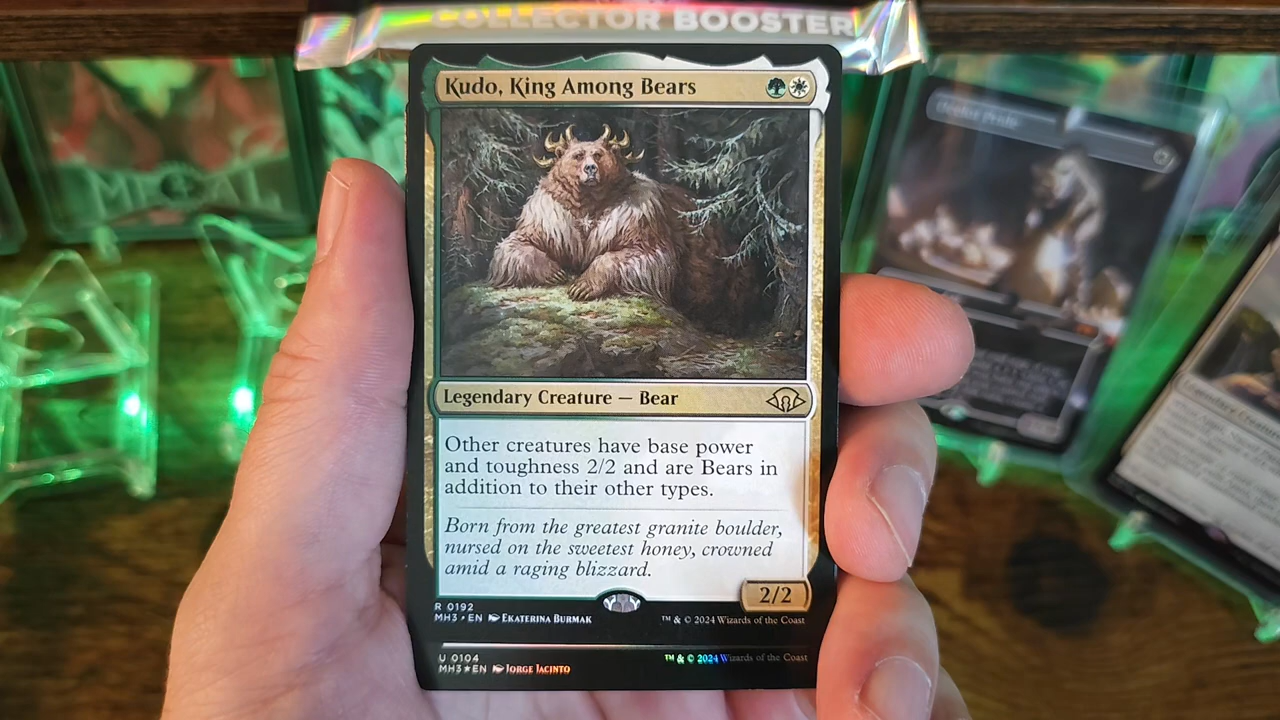 COLLECTOR BOOSTER
Kudo, King Among Bears
Legendary Creature — Bear
Other creatures have base power
and toughness 2/2 and are Bears in
addition to their other types.
Born from the greatest granite boulder,
nursed on the sweetest honey, crowned
amid a raging blizzard.
2/2
R 0192
MH3 • EN EKATERINA BURMAK
™ & © 2024 Wizards of the Coast
U 0104
MH3 ★ EN JORGE JACINTO
™ & © 2024 Wizards of the Coast